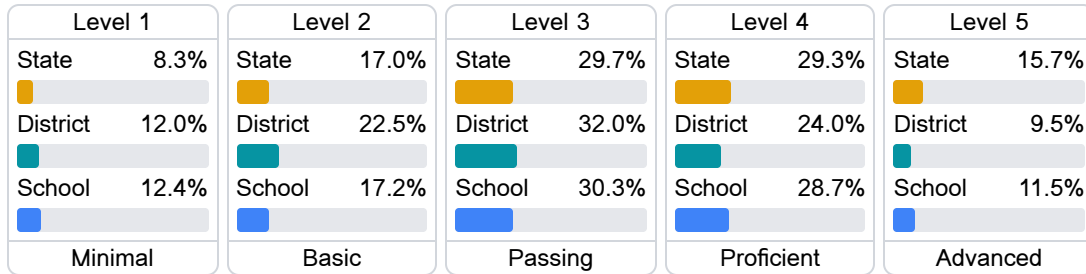 Level 1
State 8.3%
District 12.0%
School 12.4%
Minimal
Level 2
State 17.0%
District 22.5%
School 17.2%
Basic
Level 3
State 29.7%
District 32.0%
School 30.3%
Passing
Level 4
State 29.3%
District 24.0%
School 28.7%
Proficient
Level 5
State 15.7%
District 9.5%
School 11.5%
Advanced